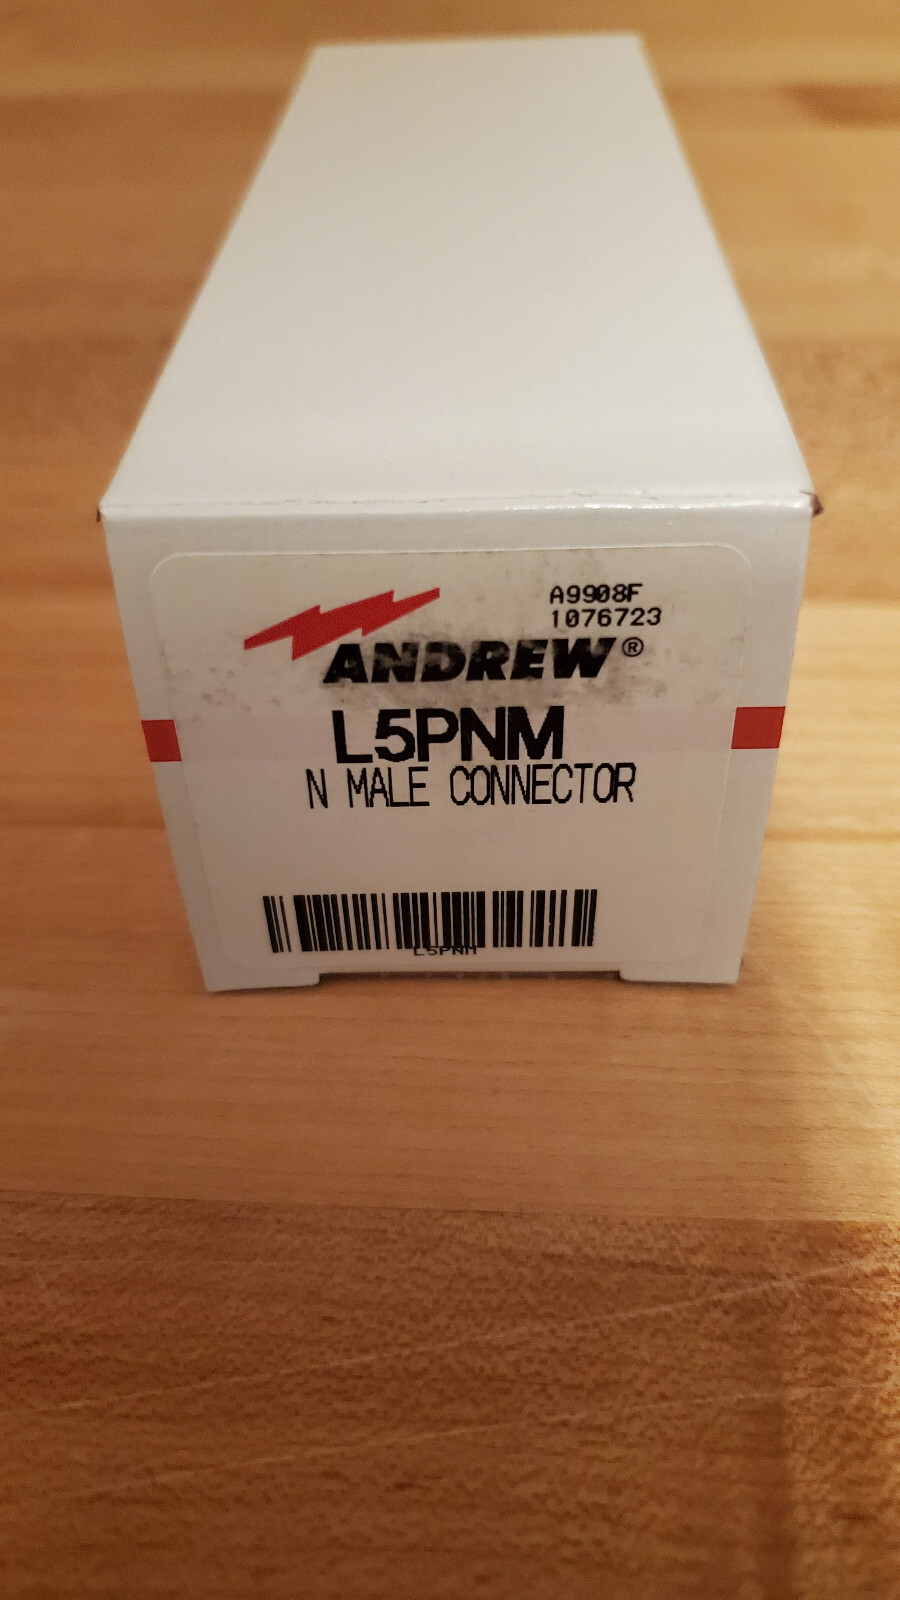 A9908F
1076723
ANDREW®
L5PNM
N MALE CONNECTOR
L5PNM